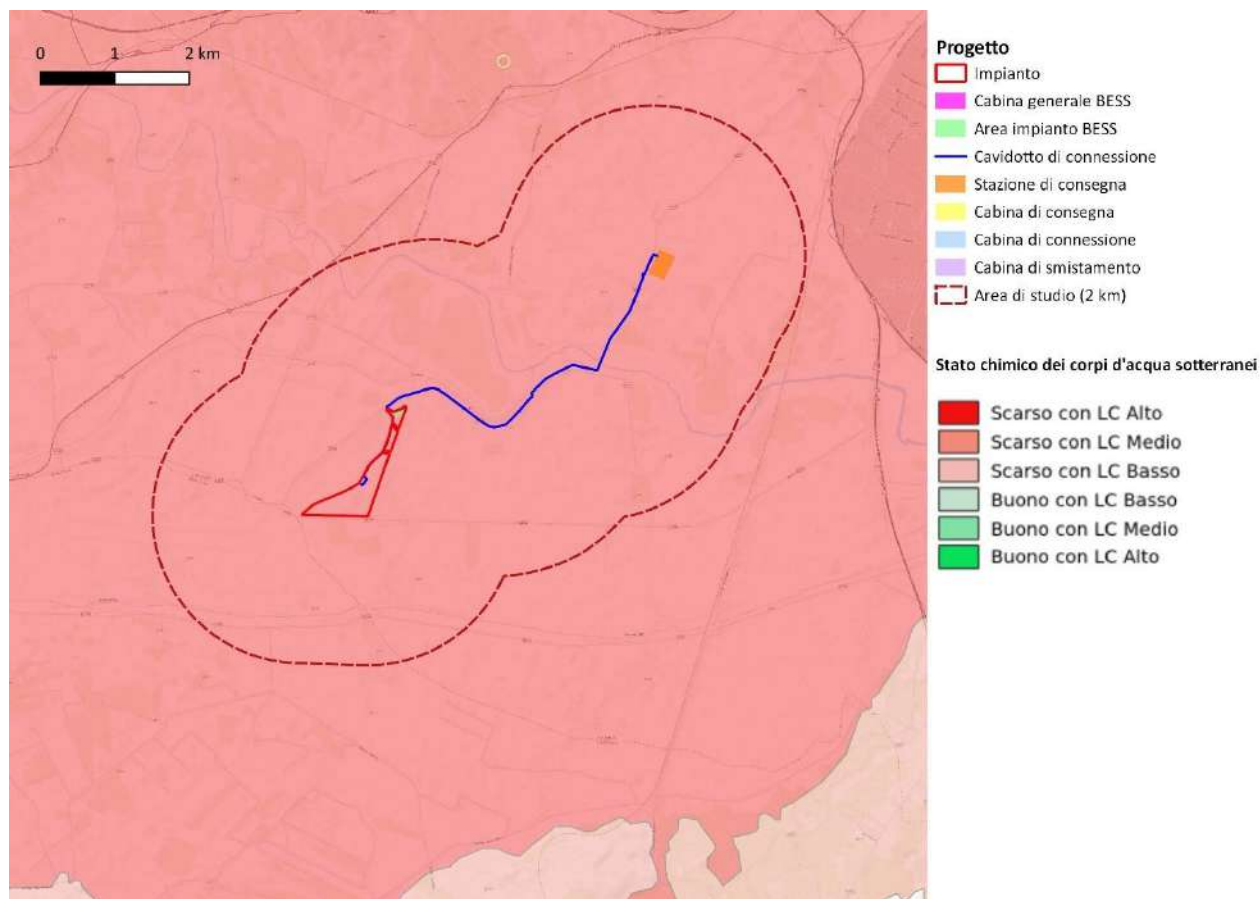 0 1 2 km
Progetto
Impianto
Cabina generale BESS
Area impianto BESS
Cavidotto di connessione
Stazione di consegna
Cabina di consegna
Cabina di connessione
Cabina di smistamento
Area di studio (2 km)
Stato chimico dei corpi d'acqua sotterranei
Scarso con LC Alto
Scarso con LC Medio
Scarso con LC Basso
Buono con LC Basso
Buono con LC Medio
Buono con LC Alto